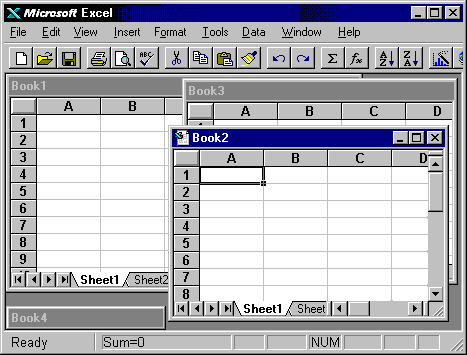 Microsoft Excel
File Edit View Insert Format Tools Data Window Help
ABC Σ fx A Z Z A
Book1
A B
1
2
3
4
5
6
7
8
9
Sheet1 Sheet2
Book3
A B C D
Book2
A B C D
1
2
3
4
5
6
7
8
Sheet1 Sheet
Book4
Ready Sum=0 NUM